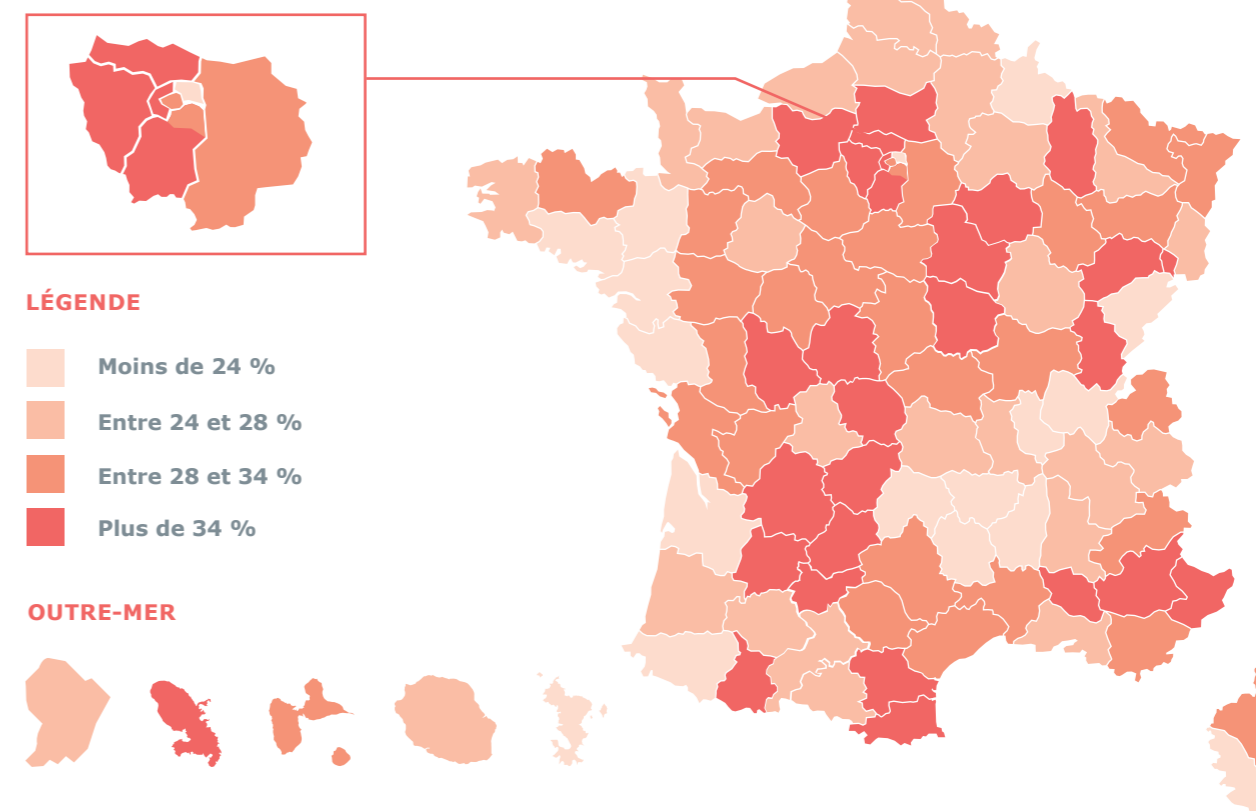 LÉGENDE
Moins de 24 %
Entre 24 et 28 %
Entre 28 et 34 %
Plus de 34 %
OUTRE-MER